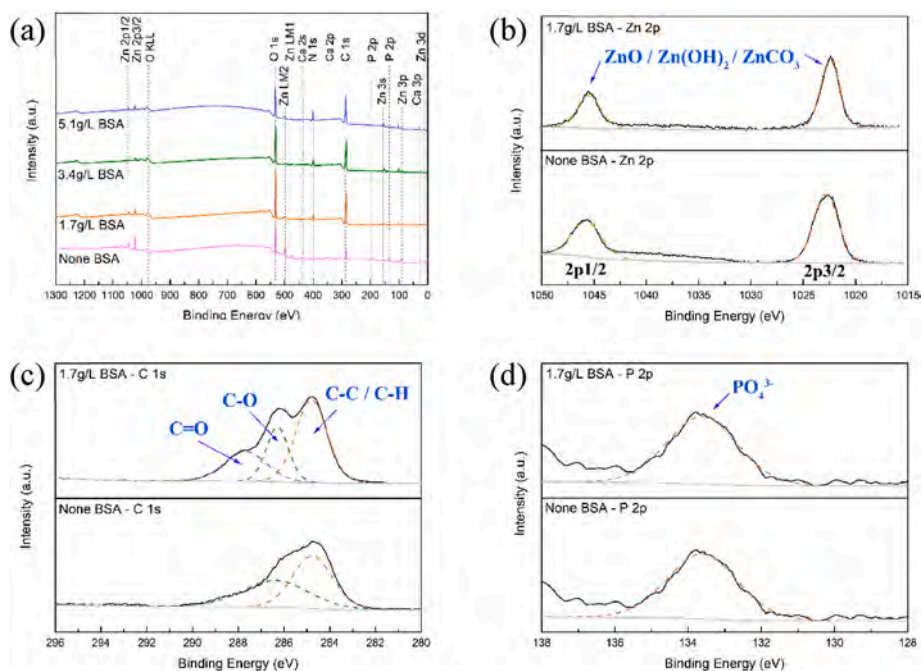 (a)
Zn 2p1/2
Zn 2p3/2
O KLL
O 1s
Zn LM2
Zn LM1
Ca 2s
N 1s
Ca 2p
C 1s
P 2p
Zn 3s
P 2p
Zn 3p
Ca 3p
Zn 3d
5.1g/L BSA
3.4g/L BSA
1.7g/L BSA
None BSA
Intensity (a.u.)
1300 1200 1100 1000 900 800 700 600 500 400 300 200 100 0
Binding Energy (eV)
(b)
1.7g/L BSA - Zn 2p
ZnO / Zn(OH)2 / ZnCO3
None BSA - Zn 2p
2p1/2
2p3/2
Intensity (a.u.)
1050 1045 1040 1035 1030 1025 1020 1015
Binding Energy (eV)
(c)
1.7g/L BSA - C 1s
C=O
C-O
C-C / C-H
None BSA - C 1s
Intensity (a.u.)
296 294 292 290 288 286 284 282 280
Binding Energy (eV)
(d)
1.7g/L BSA - P 2p
PO4 3-
None BSA - P 2p
Intensity (a.u.)
138 136 134 132 130 128
Binding Energy (eV)